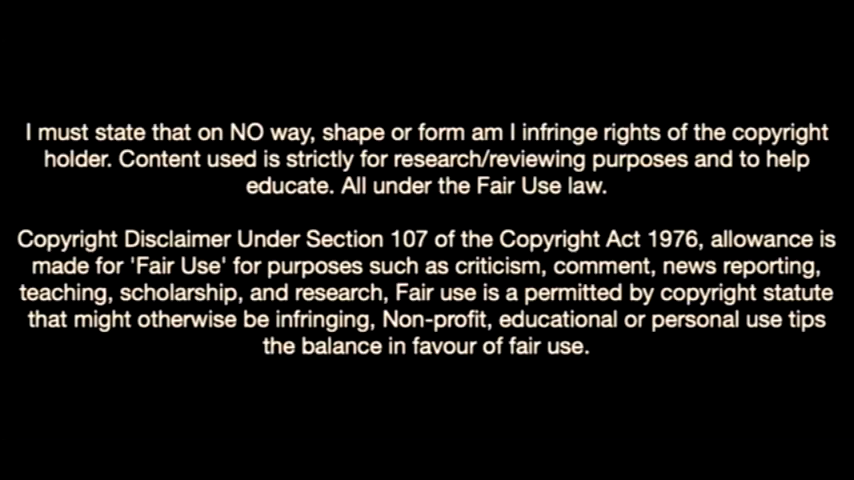 I must state that on NO way, shape or form am I infringe rights of the copyright
holder. Content used is strictly for research/reviewing purposes and to help
educate. All under the Fair Use law.
Copyright Disclaimer Under Section 107 of the Copyright Act 1976, allowance is
made for 'Fair Use' for purposes such as criticism, comment, news reporting,
teaching, scholarship, and research, Fair use is a permitted by copyright statute
that might otherwise be infringing, Non-profit, educational or personal use tips
the balance in favour of fair use.